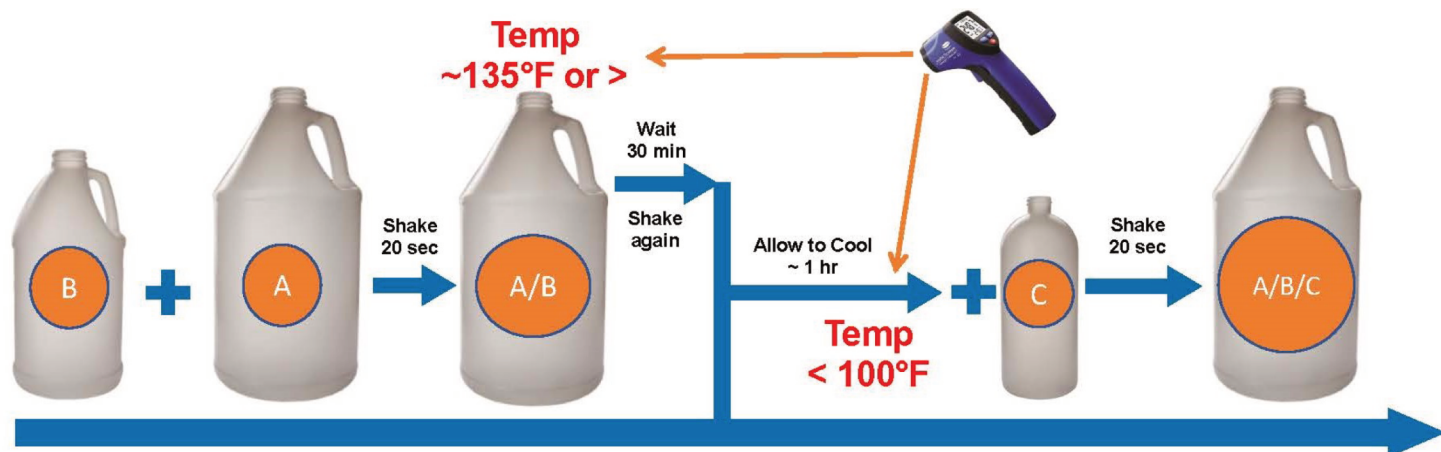 Temp
~135°F or >
B
A
Shake
20 sec
A/B
Wait
30 min
Shake
again
Allow to Cool
~ 1 hr
Temp
< 100°F
C
Shake
20 sec
A/B/C